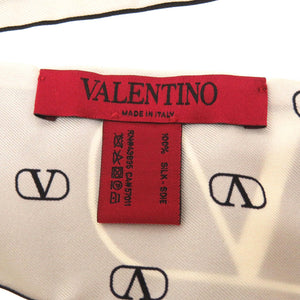 VALENTINO
MADE IN ITALY
100% SILK - SOIE